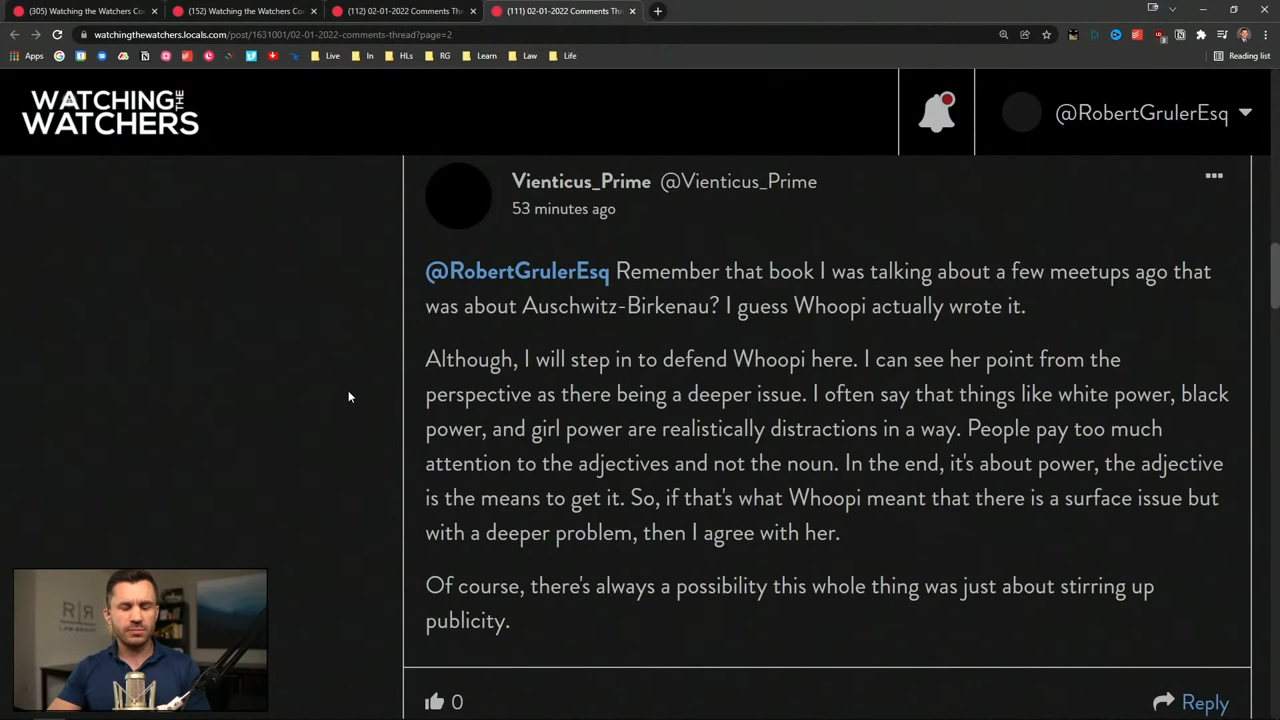 (305) Watching the Watchers Co
(152) Watching the Watchers Co
(112) 02-01-2022 Comments Thr
(111) 02-01-2022 Comments Thr
watchingthewatchers.locals.com/post/1631001/02-01-2022-comments-thread?page=2
Apps
Live
In
HLs
RG
Learn
Law
Life
Reading list
WATCHING THE
WATCHERS
@RobertGrulerEsq
Vienticus_Prime @Vienticus_Prime
53 minutes ago
@RobertGrulerEsq Remember that book I was talking about a few meetups ago that
was about Auschwitz-Birkenau? I guess Whoopi actually wrote it.
Although, I will step in to defend Whoopi here. I can see her point from the
perspective as there being a deeper issue. I often say that things like white power, black
power, and girl power are realistically distractions in a way. People pay too much
attention to the adjectives and not the noun. In the end, it's about power, the adjective
is the means to get it. So, if that's what Whoopi meant that there is a surface issue but
with a deeper problem, then I agree with her.
Of course, there's always a possibility this whole thing was just about stirring up
publicity.
R|R
LAW GROUP
0
Reply